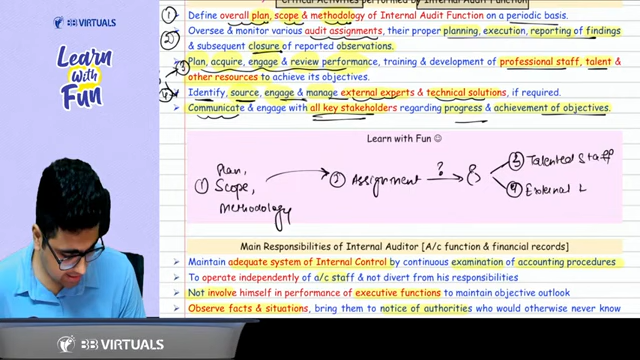 BB VIRTUALS
Learn
with
Fun
Critical Activities performed by Internal Audit Function
① Define overall plan, scope & methodology of Internal Audit Function on a periodic basis.
② Oversee & monitor various audit assignments, their proper planning, execution, reporting of findings
& subsequent closure of reported observations.
③ Plan, acquire, engage & review performance, training & development of professional staff, talent &
other resources to achieve its objectives.
④ Identify, source, engage & manage external experts & technical solutions, if required.
Communicate & engage with all key stakeholders regarding progress & achievement of objectives.
Learn with Fun ☺
Plan,
① Scope,
Methodology
② Assignment
?
③ Talented Staff
④ External
Main Responsibilities of Internal Auditor [A/c function & financial records]
Maintain adequate system of Internal Control by continuous examination of accounting procedures
To operate independently of a/c staff & not divert from his responsibilities
Not involve himself in performance of executive functions to maintain objective outlook
Observe facts & situations, bring them to notice of authorities who would otherwise never know
BB VIRTUALS